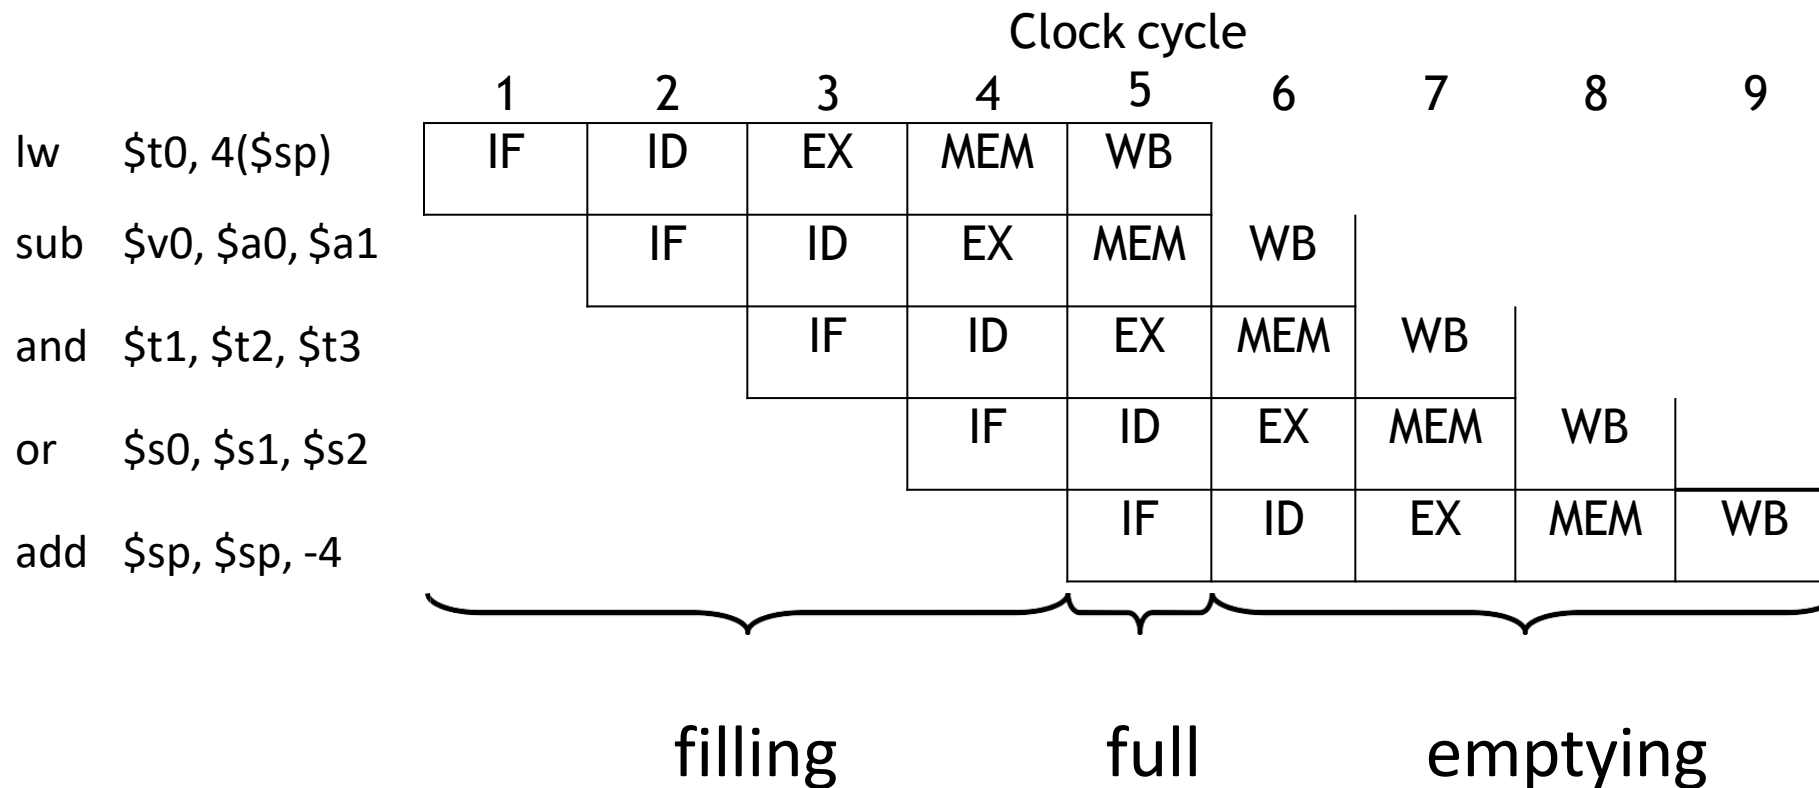 Clock cycle
1 2 3 4 5 6 7 8 9
lw $t0, 4($sp) IF ID EX MEM WB
sub $v0, $a0, $a1 IF ID EX MEM WB
and $t1, $t2, $t3 IF ID EX MEM WB
or $s0, $s1, $s2 IF ID EX MEM WB
add $sp, $sp, -4 IF ID EX MEM WB
filling full emptying